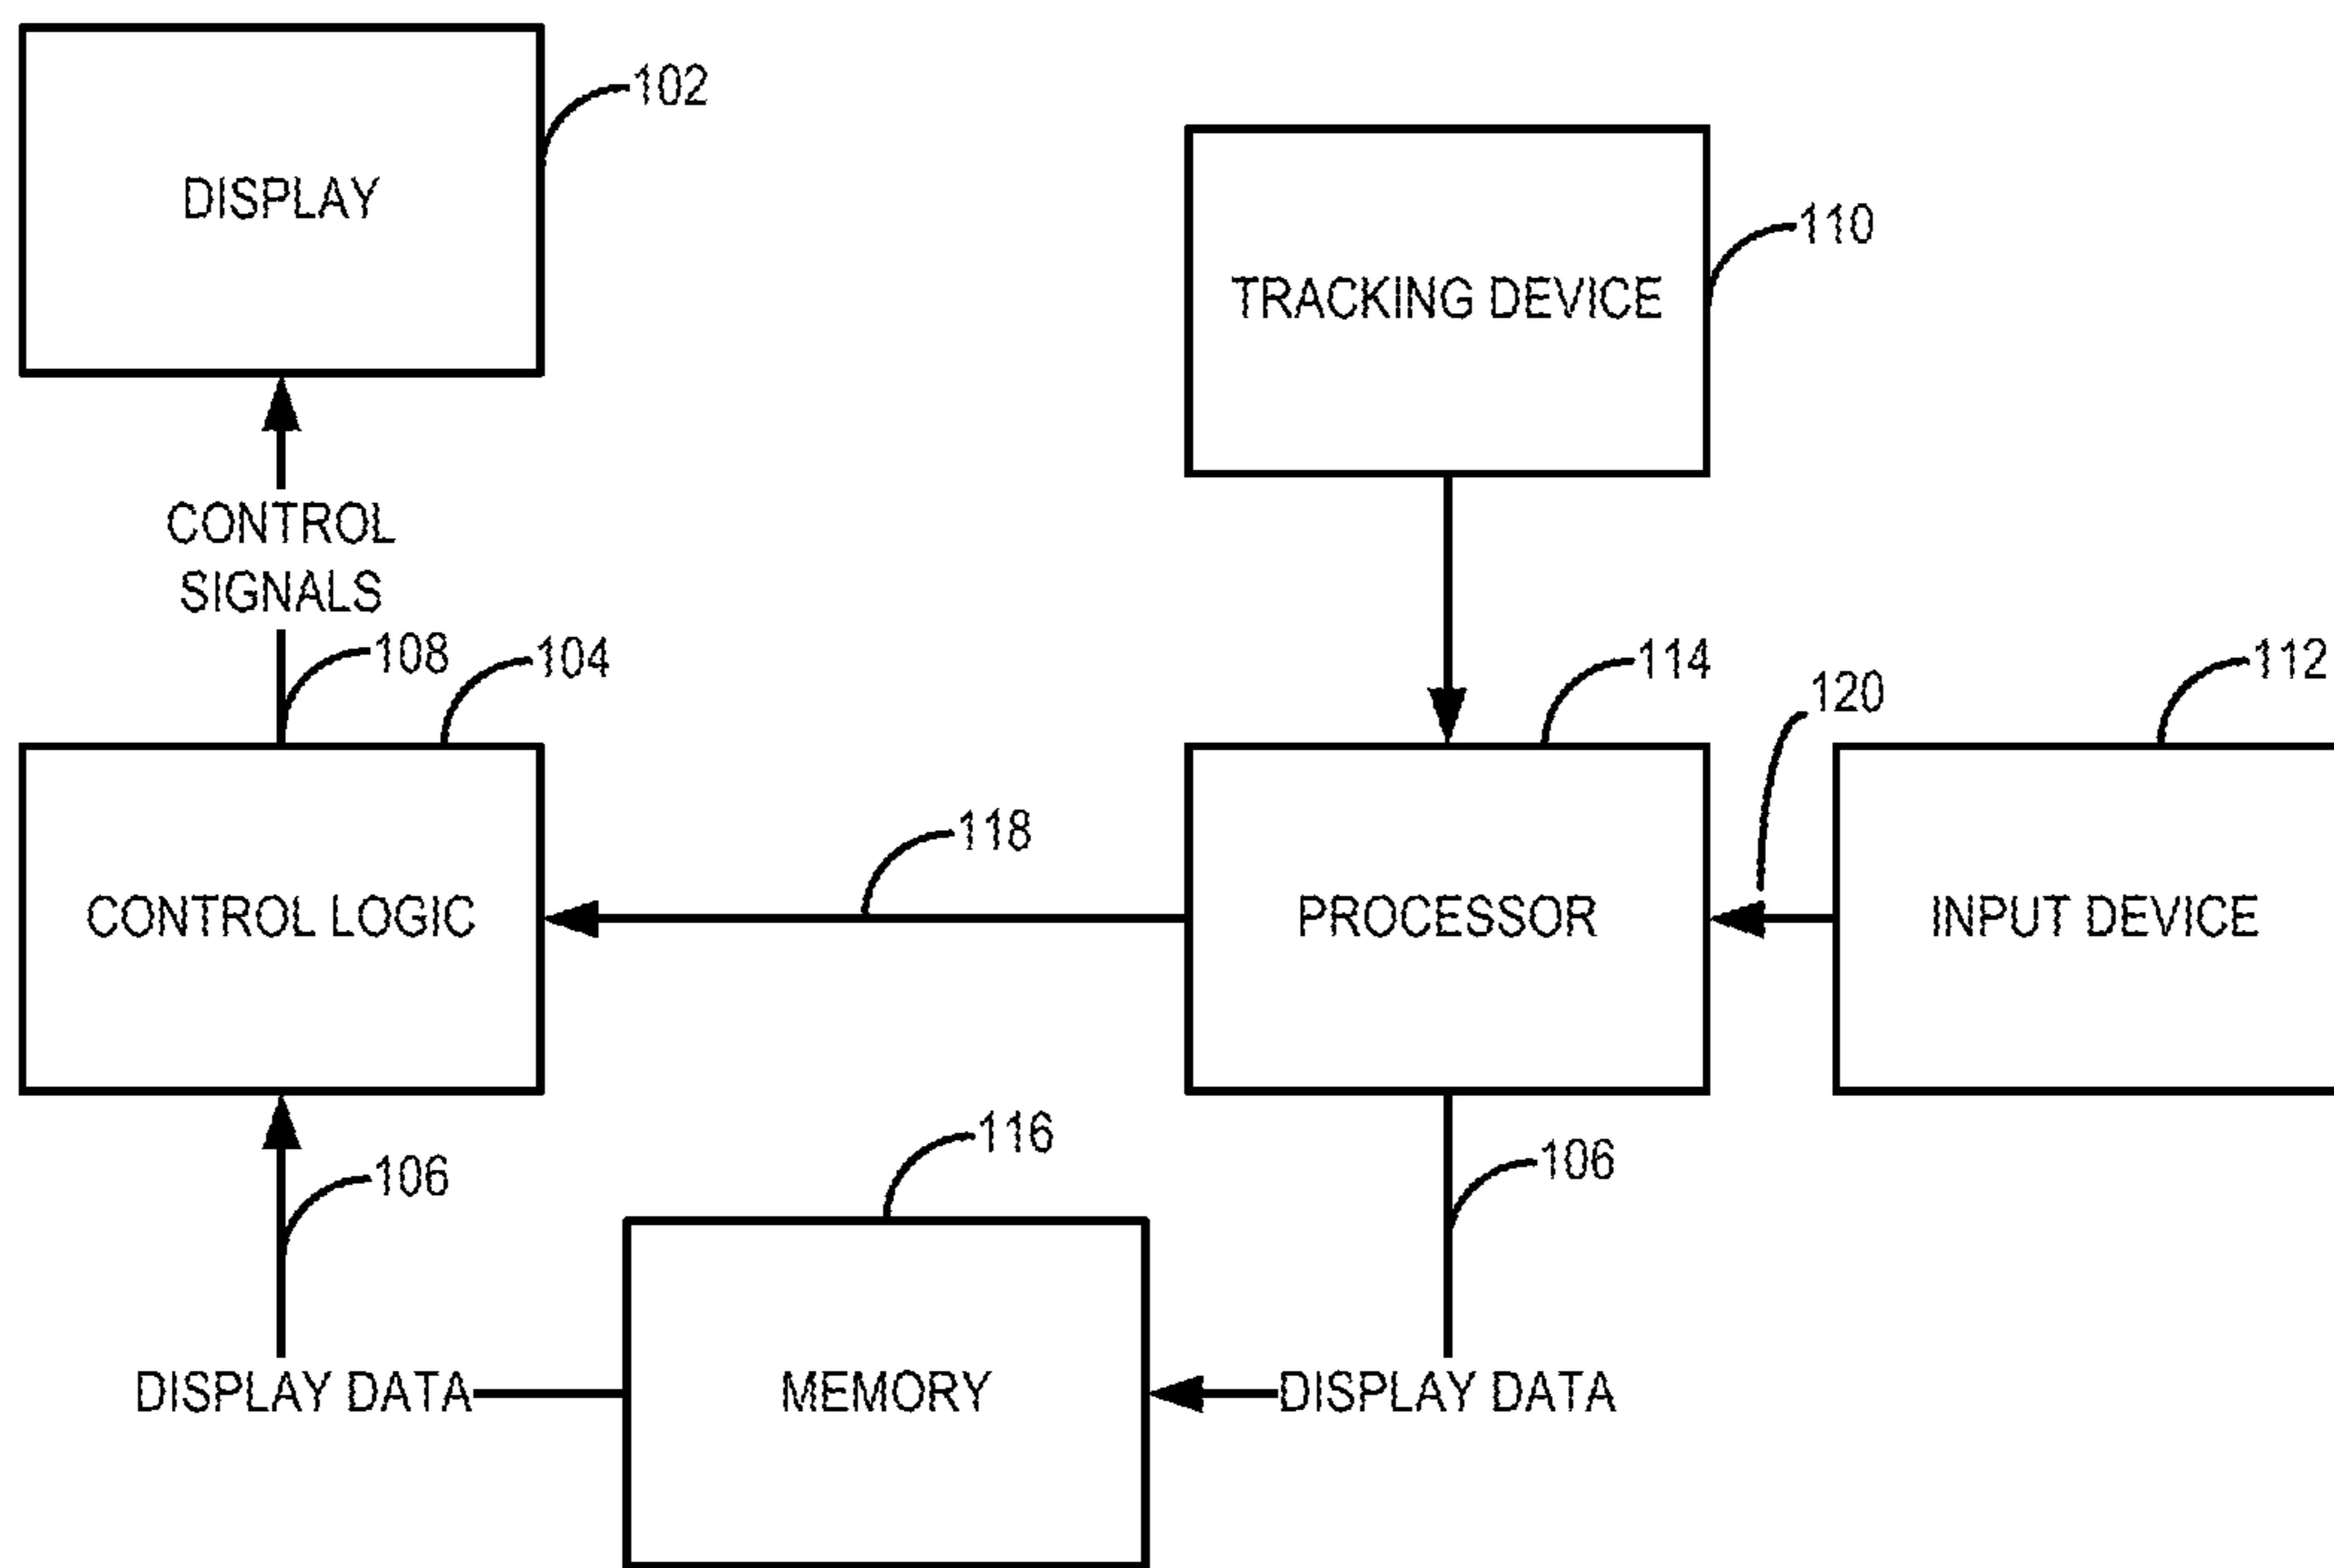 102
DISPLAY
110
TRACKING DEVICE
CONTROL
SIGNALS
108
104
114
112
120
118
CONTROL LOGIC
PROCESSOR
INPUT DEVICE
116
106
106
DISPLAY DATA
MEMORY
DISPLAY DATA